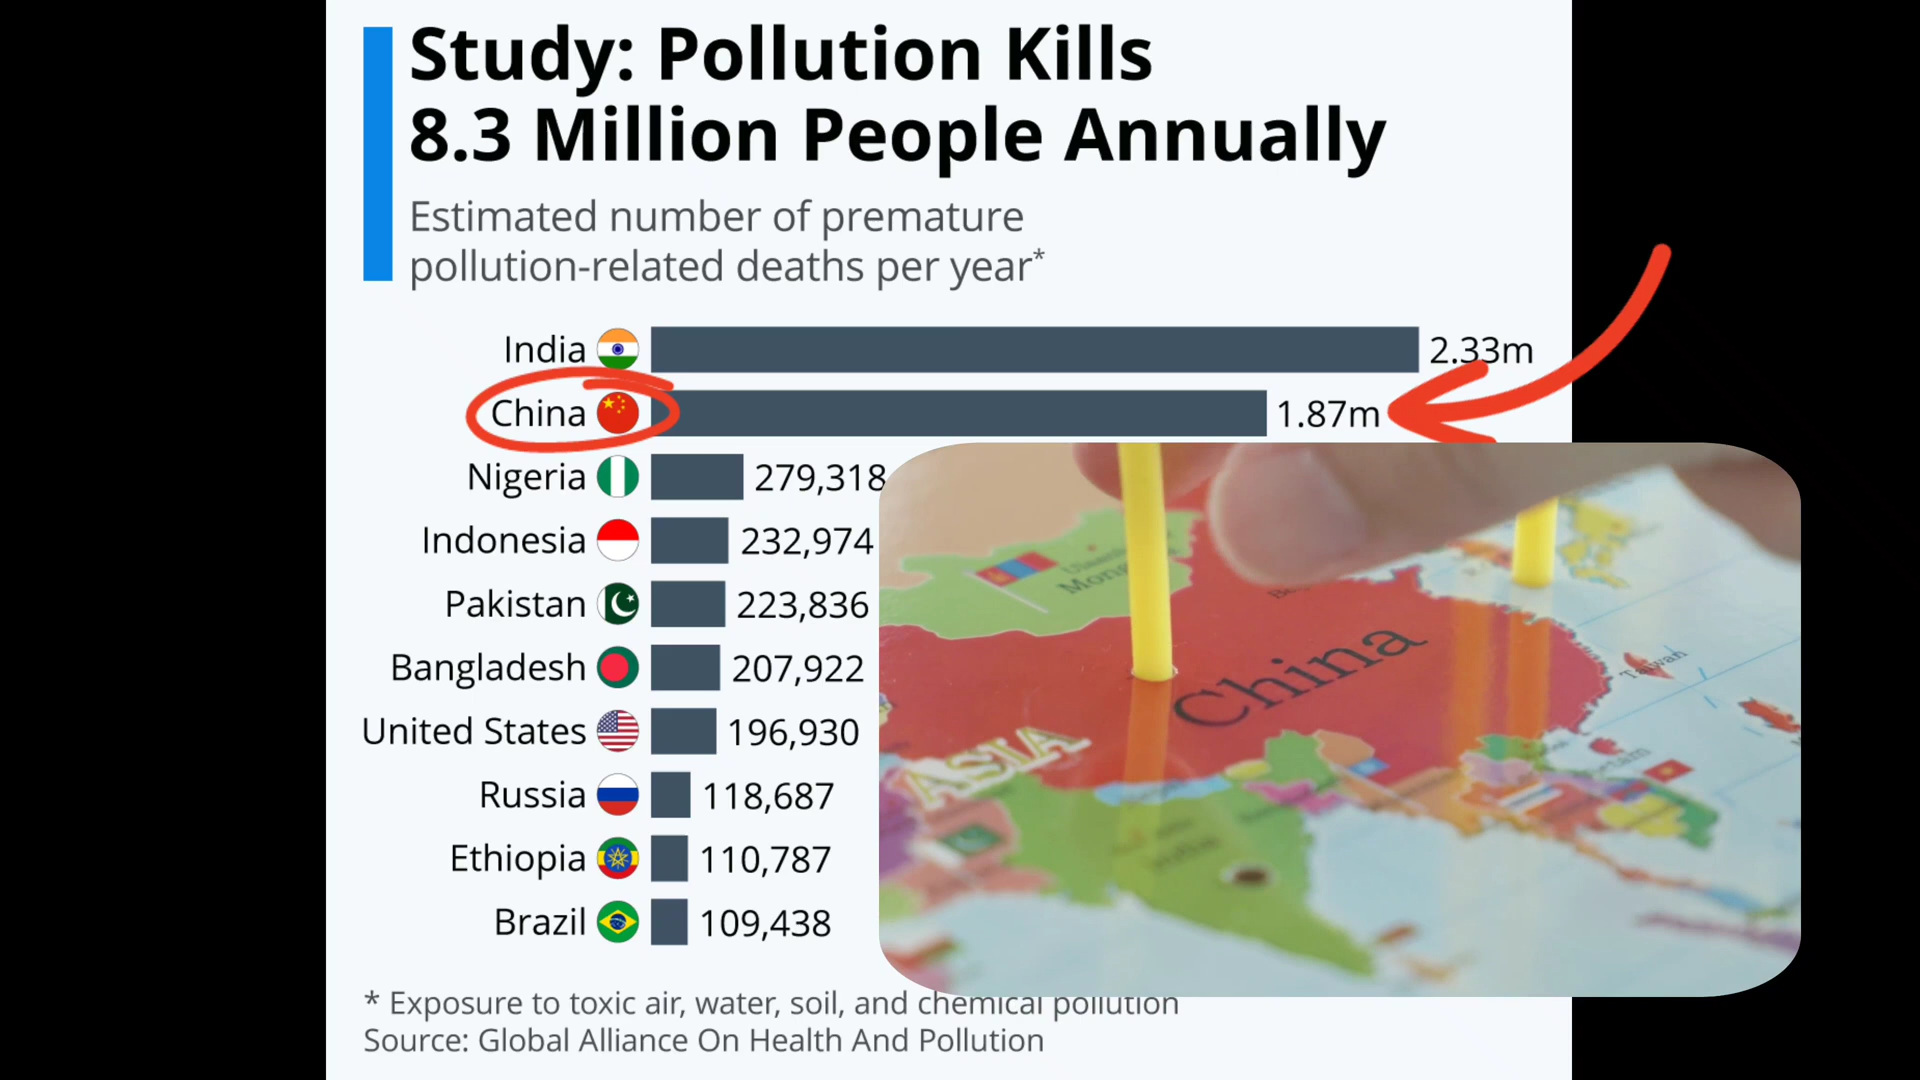 Study: Pollution Kills
8.3 Million People Annually
Estimated number of premature
pollution-related deaths per year*
India 2.33m
China 1.87m
Nigeria 279,318
Indonesia 232,974
Pakistan 223,836
Bangladesh 207,922
United States 196,930
Russia 118,687
Ethiopia 110,787
Brazil 109,438
China
Taiwan
ASIA
* Exposure to toxic air, water, soil, and chemical pollution
Source: Global Alliance On Health And Pollution